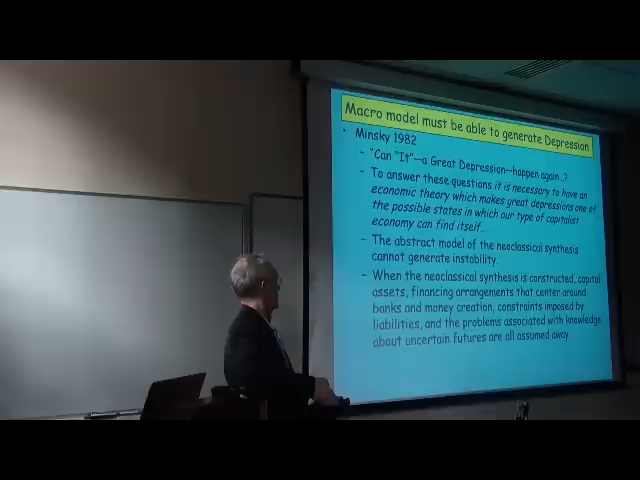 Macro model must be able to generate Depression
• Minsky 1982
– "Can "It"—a Great Depression—happen again..?
– To answer these questions it is necessary to have an
economic theory which makes great depressions one of
the possible states in which our type of capitalist
economy can find itself..
– The abstract model of the neoclassical synthesis
cannot generate instability.
– When the neoclassical synthesis is constructed, capital
assets, financing arrangements that center around
banks and money creation, constraints imposed by
liabilities, and the problems associated with knowledge
about uncertain futures are all assumed away